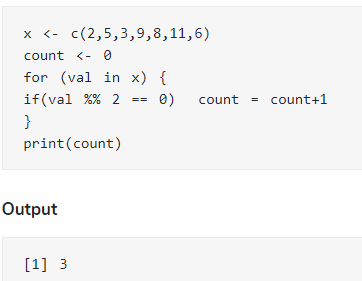 x <- c(2,5,3,9,8,11,6)
count <- 0
for (val in x) {
if(val %% 2 == 0)  count = count+1
}
print(count)
Output
[1] 3